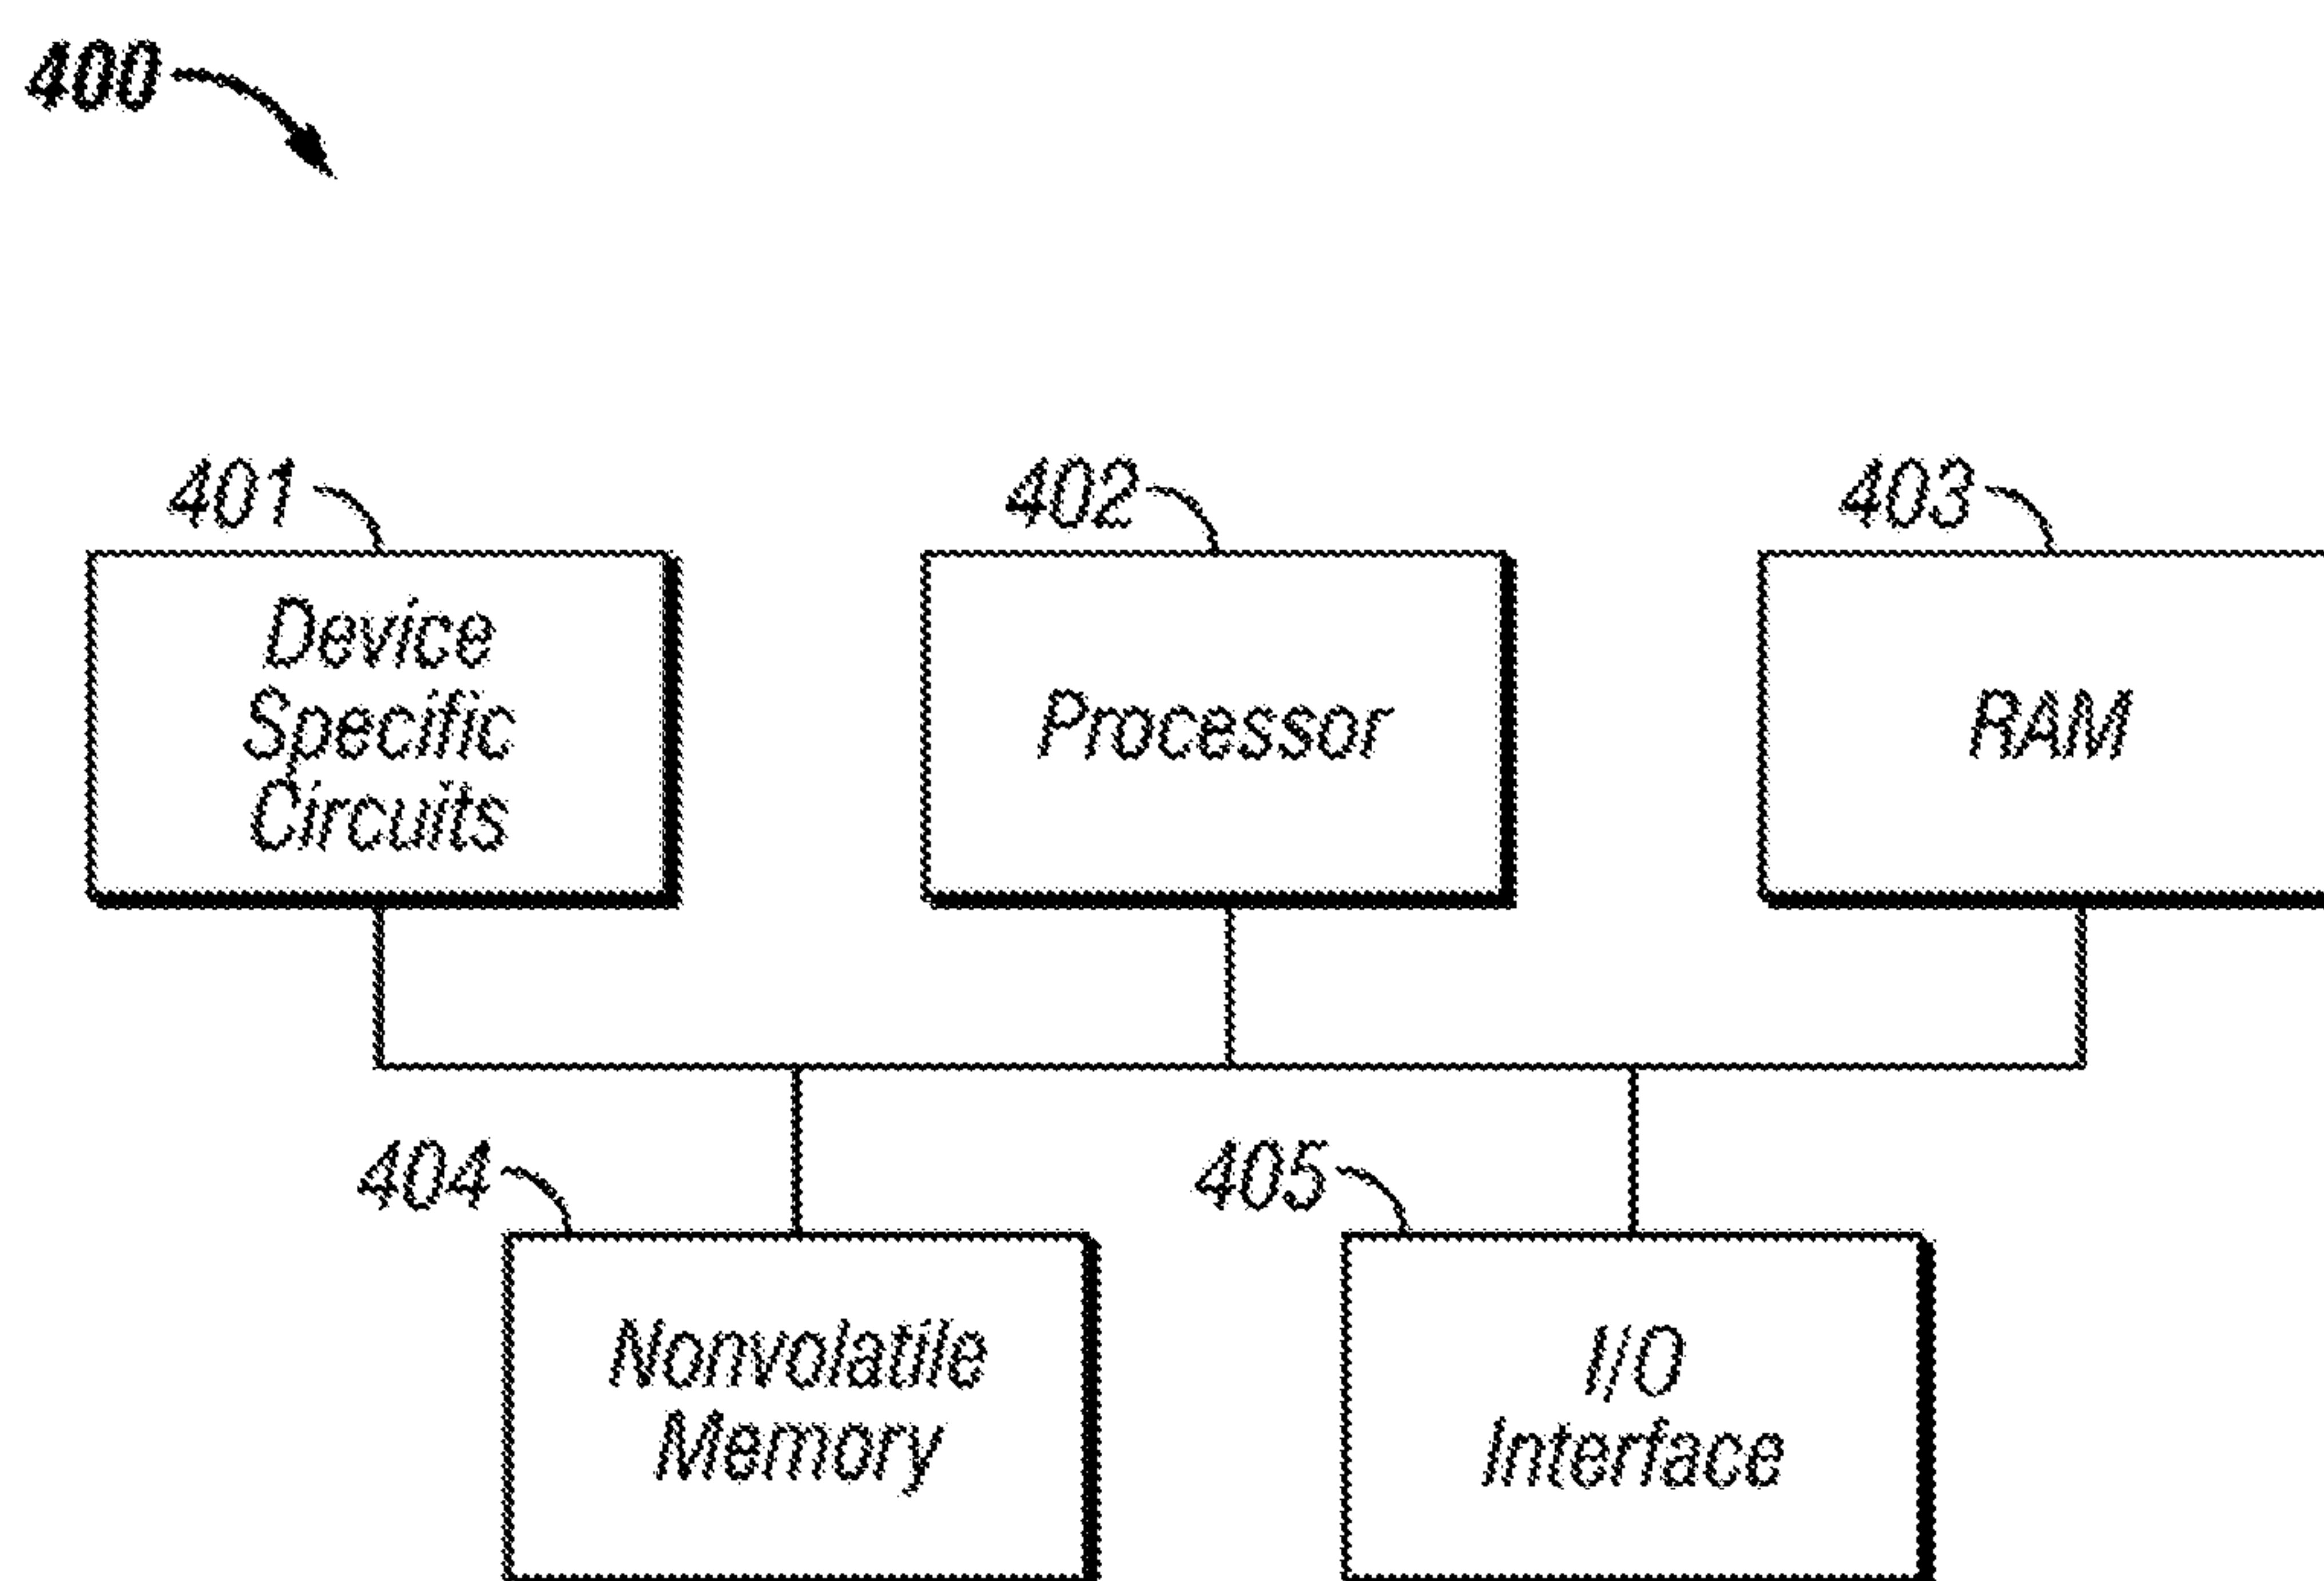 400
401
402
403
Device
Specific
Circuits
Processor
RAM
404
405
Nonvolatile
Memory
I/O
Interface